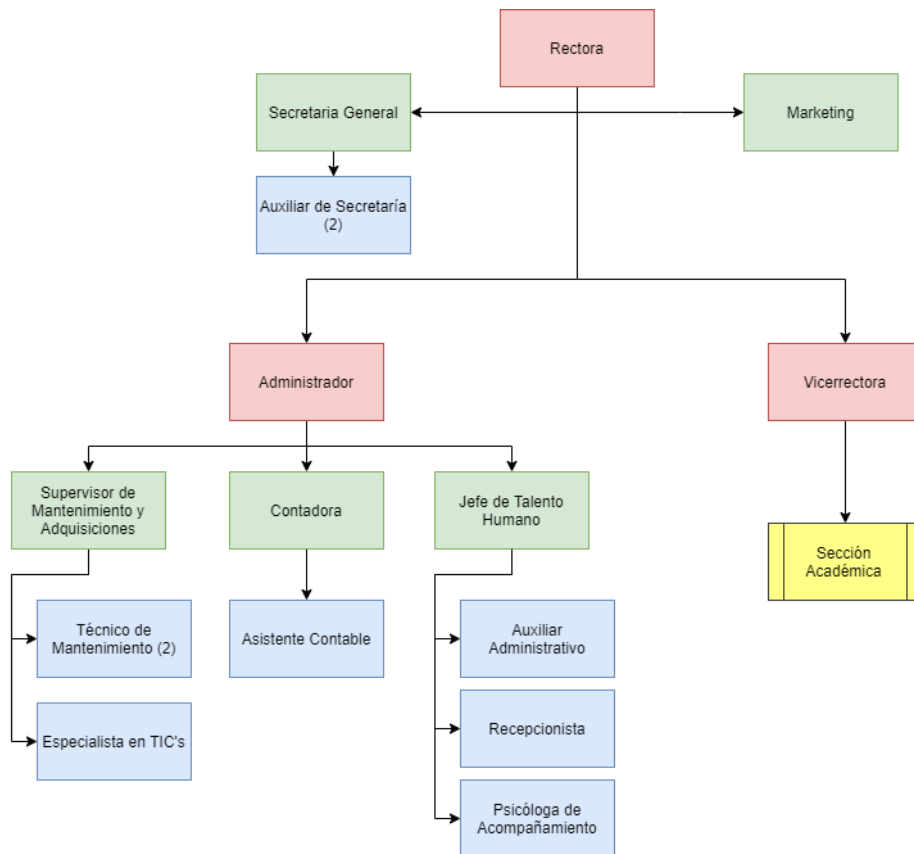 Rectora
Secretaria General
Marketing
Auxiliar de Secretaría
(2)
Administrador
Vicerrectora
Supervisor de
Mantenimiento y
Adquisiciones
Contadora
Jefe de Talento
Humano
Sección
Académica
Técnico de
Mantenimiento (2)
Asistente Contable
Auxiliar
Administrativo
Especialista en TIC's
Recepcionista
Psicóloga de
Acompañamiento